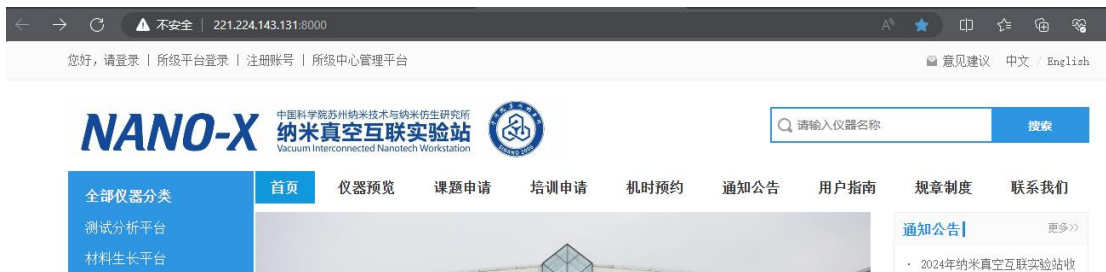 不安全 | 221.224.143.131:8000
您好，请登录 | 所级平台登录 | 注册账号 | 所级中心管理平台
意见建议 中文 / English
NANO-X
中国科学院苏州纳米技术与纳米仿生研究所
纳米真空互联实验站
Vacuum Interconnected Nanotech Workstation
请输入仪器名称
搜索
全部仪器分类
首页 仪器预览 课题申请 培训申请 机时预约 通知公告 用户指南 规章制度 联系我们
测试分析平台
材料生长平台
通知公告 更多>>
· 2024年纳米真空互联实验站收